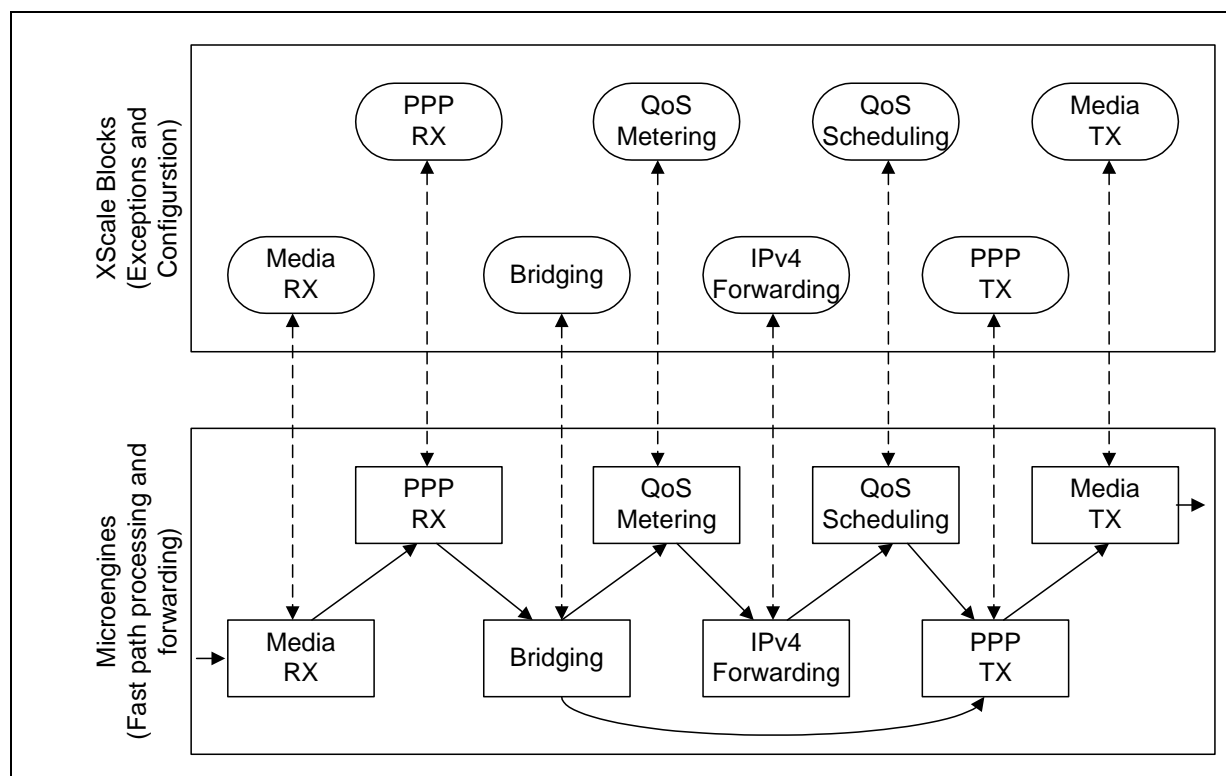 XScale Blocks
(Exceptions and
Configurstion)
PPP
RX
QoS
Metering
QoS
Scheduling
Media
TX
Media
RX
Bridging
IPv4
Forwarding
PPP
TX
Microengines
(Fast path processing and
forwarding)
PPP
RX
QoS
Metering
QoS
Scheduling
Media
TX
Media
RX
Bridging
IPv4
Forwarding
PPP
TX